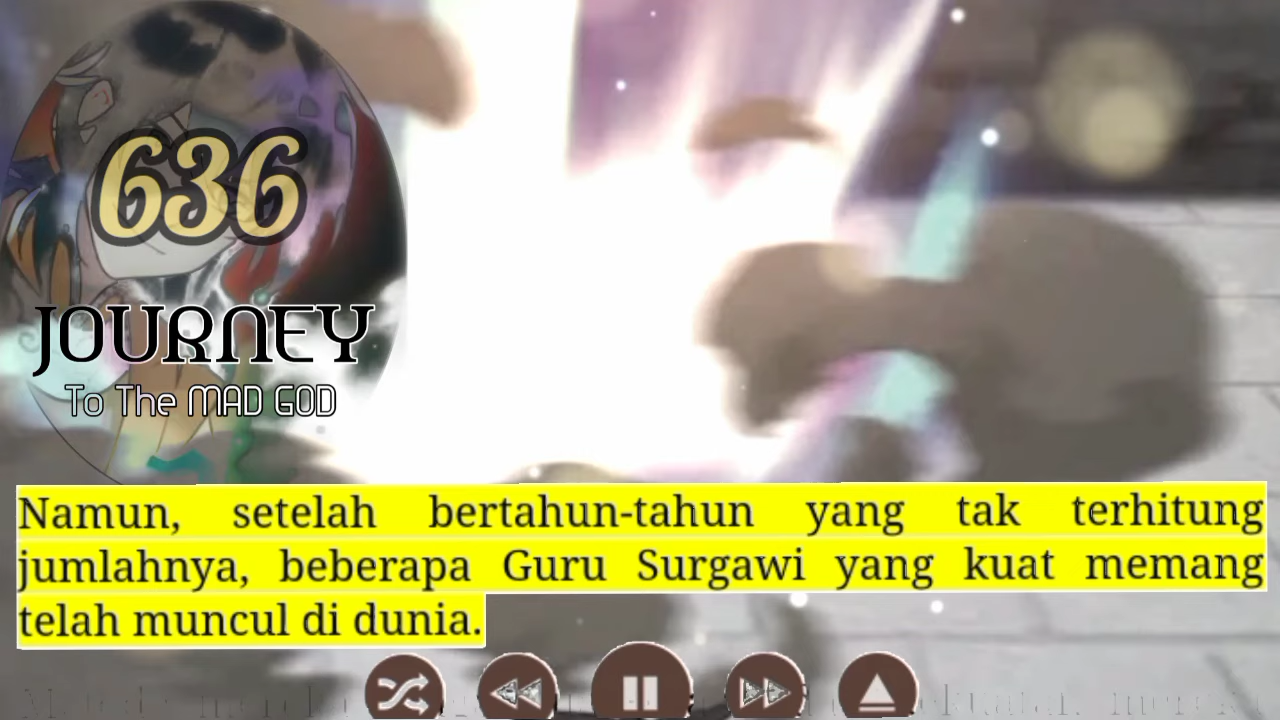 636
JOURNEY
To The MAD GOD
Namun, setelah bertahun-tahun yang tak terhitung
jumlahnya, beberapa Guru Surgawi yang kuat memang
telah muncul di dunia.